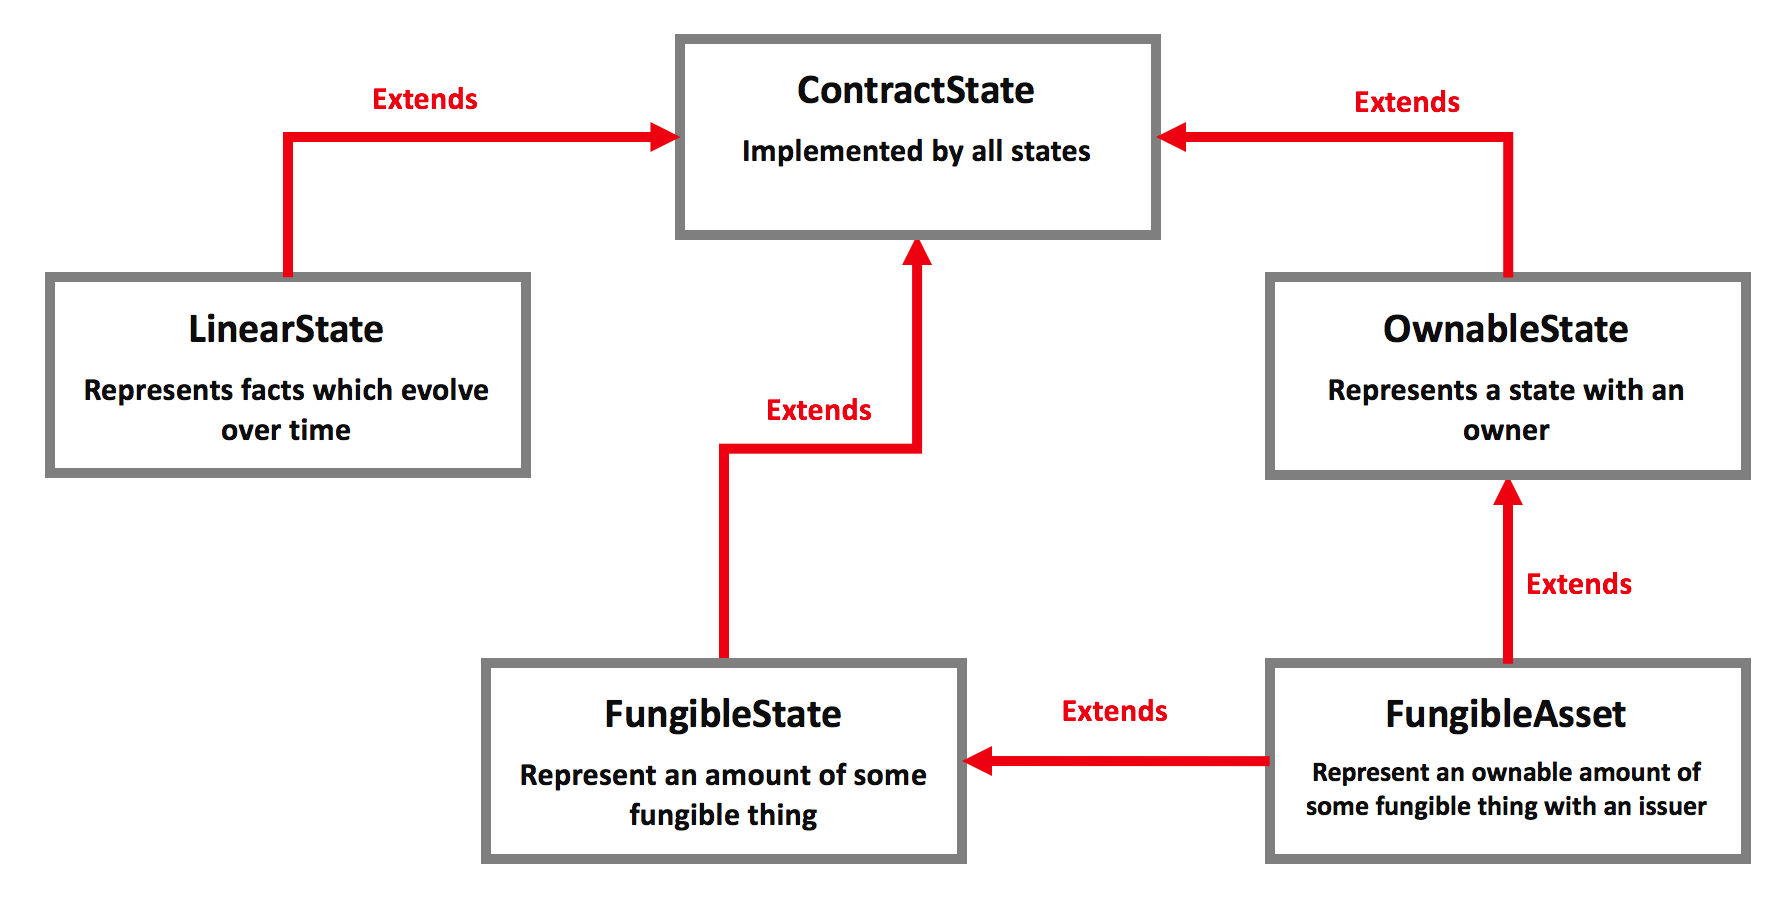 ContractState
Implemented by all states
Extends
Extends
LinearState
Represents facts which evolve
over time
OwnableState
Represents a state with an
owner
Extends
Extends
FungibleState
Represent an amount of some
fungible thing
Extends
FungibleAsset
Represent an ownable amount of
some fungible thing with an issuer